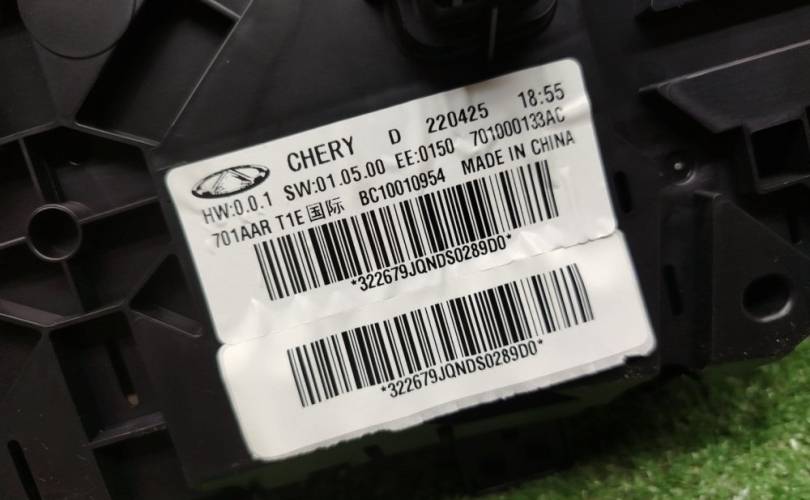 CHERY D 220425 18:55
HW:0.0.1 SW:01.05.00 EE:0150 701000133AC
701AAR T1E 国际 BC10010954 MADE IN CHINA
*322679JQNDS0289D0*
*322679JQNDS0289D0*